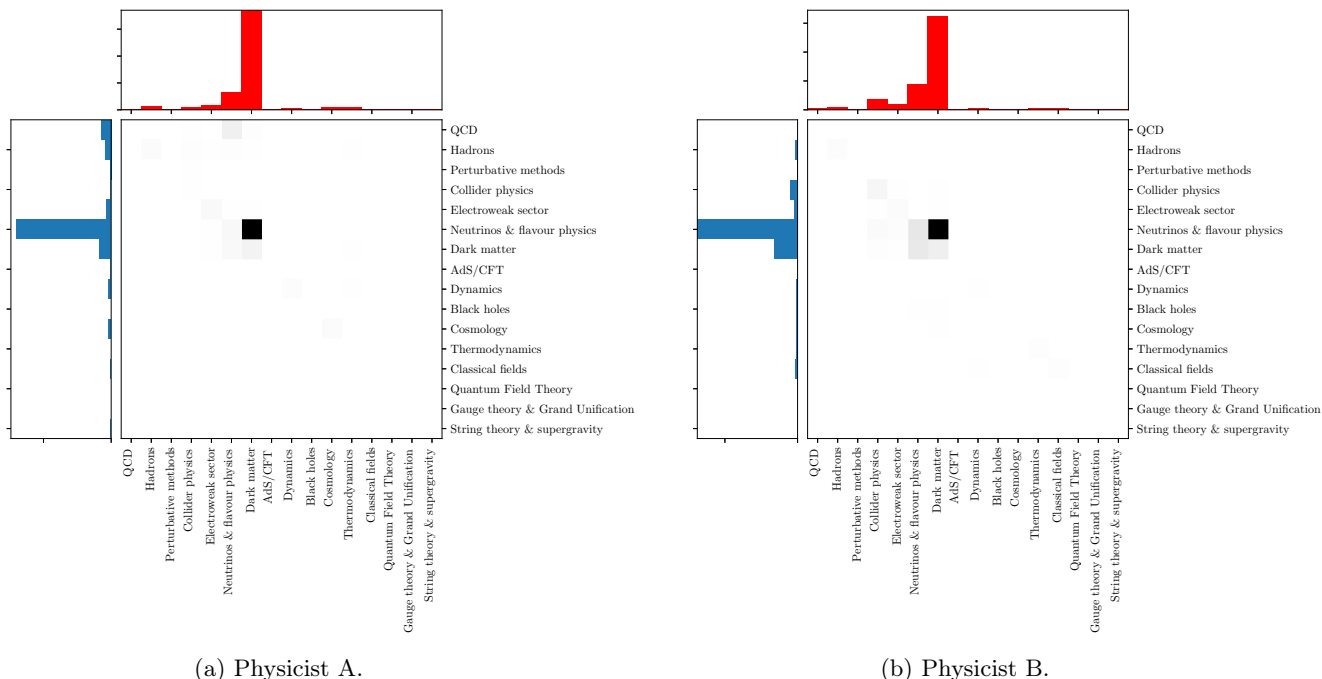 QCD
Hadrons
Perturbative methods
Collider physics
Electroweak sector
Neutrinos & flavour physics
Dark matter
AdS/CFT
Dynamics
Black holes
Cosmology
Thermodynamics
Classical fields
Quantum Field Theory
Gauge theory & Grand Unification
String theory & supergravity
QCD
Hadrons
Perturbative methods
Collider physics
Electroweak sector
Neutrinos & flavour physics
Dark matter
AdS/CFT
Dynamics
Black holes
Cosmology
Thermodynamics
Classical fields
Quantum Field Theory
Gauge theory & Grand Unification
String theory & supergravity
(a) Physicist A.
QCD
Hadrons
Perturbative methods
Collider physics
Electroweak sector
Neutrinos & flavour physics
Dark matter
AdS/CFT
Dynamics
Black holes
Cosmology
Thermodynamics
Classical fields
Quantum Field Theory
Gauge theory & Grand Unification
String theory & supergravity
QCD
Hadrons
Perturbative methods
Collider physics
Electroweak sector
Neutrinos & flavour physics
Dark matter
AdS/CFT
Dynamics
Black holes
Cosmology
Thermodynamics
Classical fields
Quantum Field Theory
Gauge theory & Grand Unification
String theory & supergravity
(b) Physicist B.